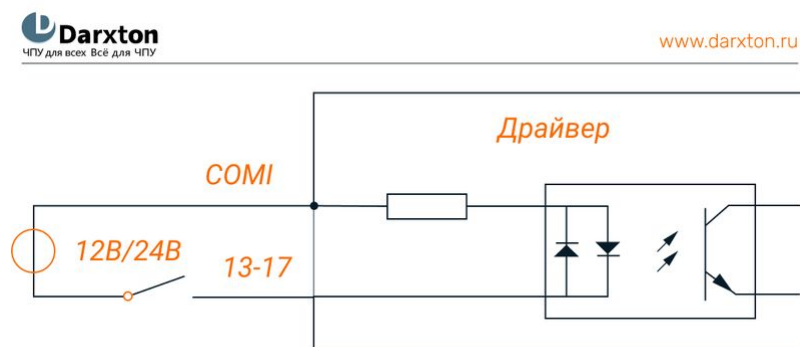 Darxton
ЧПУ для всех Всё для ЧПУ
www.darxton.ru
Драйвер
COMI
12В/24В
13-17